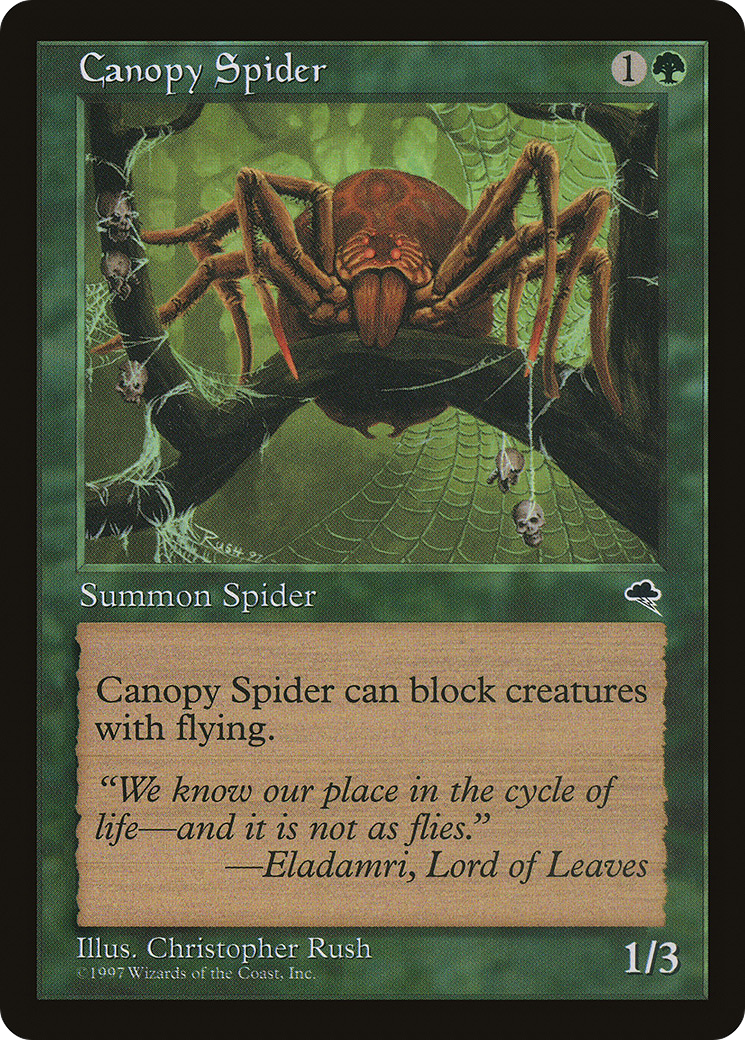 Canopy Spider 1
RUSH 97
Summon Spider
Canopy Spider can block creatures
with flying.
“We know our place in the cycle of
life—and it is not as flies.”
—Eladamri, Lord of Leaves
Illus. Christopher Rush
©1997 Wizards of the Coast, Inc.
1/3